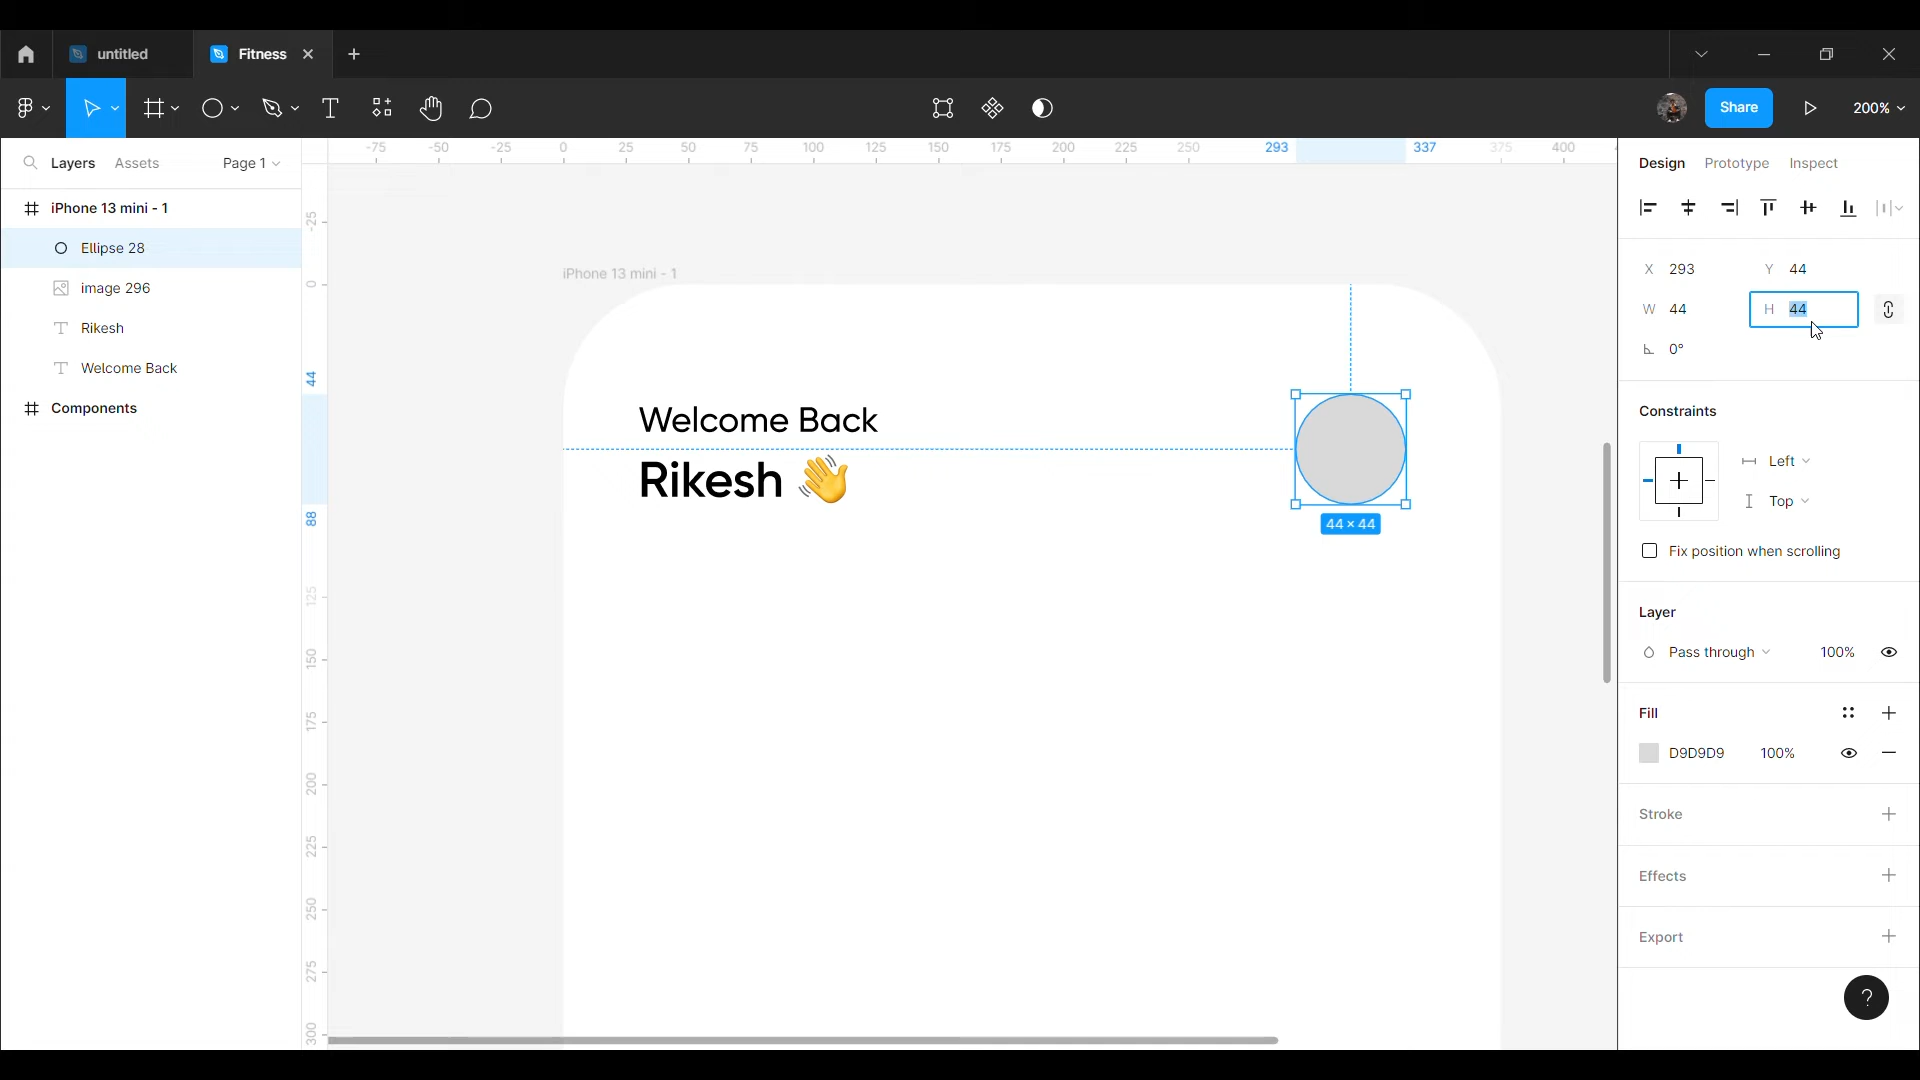 untitled
Fitness
Share
200%
Layers Assets Page 1
iPhone 13 mini - 1
Ellipse 28
image 296
Rikesh
Welcome Back
Components
-75 -50 -25 0 25 50 75 100 125 150 175 200 225 250 293 337 375 400
-25
0
44
88
125
150
175
200
225
250
275
300
iPhone 13 mini - 1
Welcome Back
Rikesh 👋
44 × 44
Design Prototype Inspect
X 293 Y 44
W 44 H 44
0°
Constraints
Left
Top
Fix position when scrolling
Layer
Pass through 100%
Fill
D9D9D9 100%
Stroke
Effects
Export
?